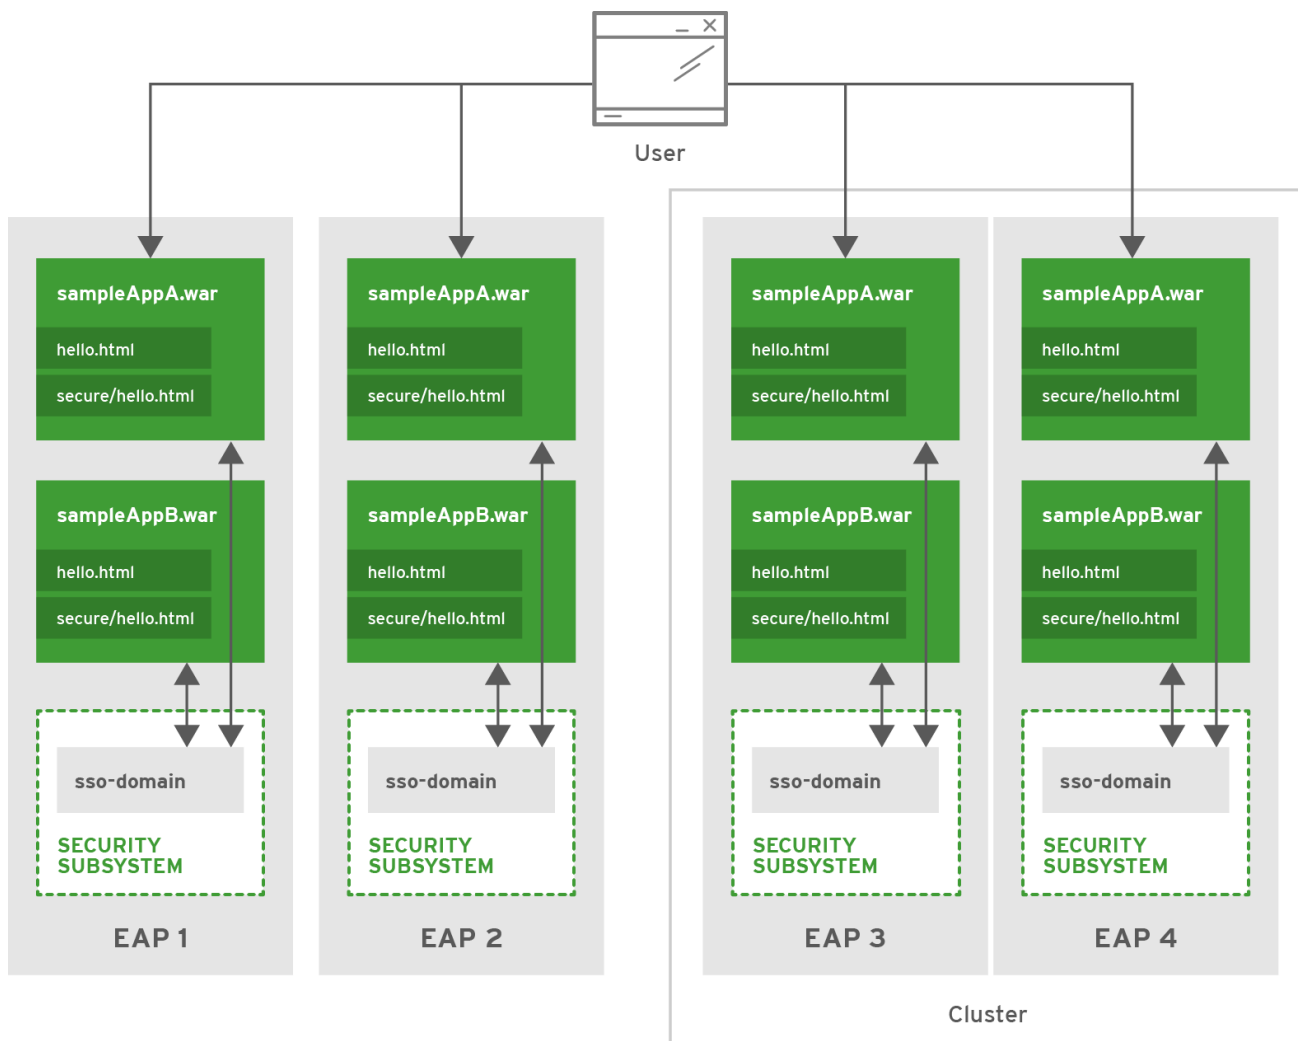 User
sampleAppA.war
hello.html
secure/hello.html
sampleAppB.war
hello.html
secure/hello.html
sso-domain
SECURITY
SUBSYSTEM
EAP 1
sampleAppA.war
hello.html
secure/hello.html
sampleAppB.war
hello.html
secure/hello.html
sso-domain
SECURITY
SUBSYSTEM
EAP 2
sampleAppA.war
hello.html
secure/hello.html
sampleAppB.war
hello.html
secure/hello.html
sso-domain
SECURITY
SUBSYSTEM
EAP 3
sampleAppA.war
hello.html
secure/hello.html
sampleAppB.war
hello.html
secure/hello.html
sso-domain
SECURITY
SUBSYSTEM
EAP 4
Cluster